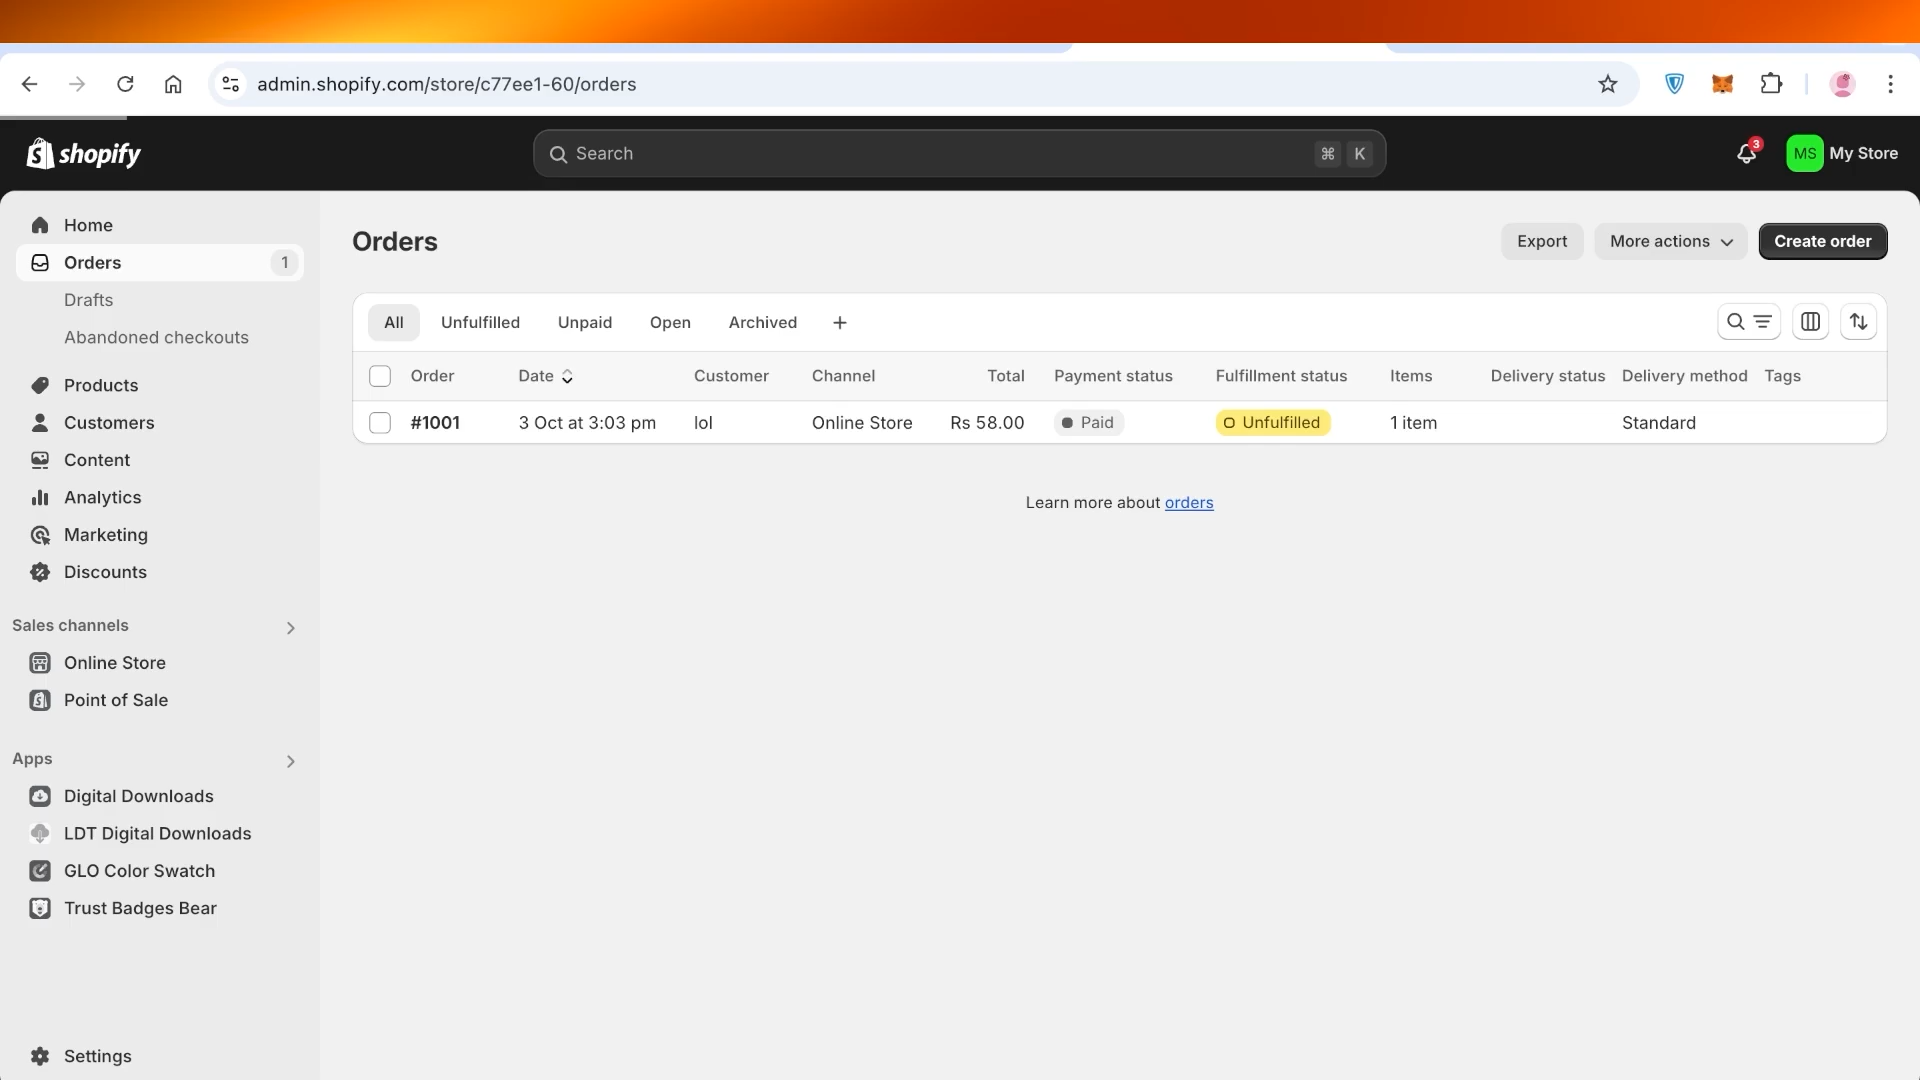 admin.shopify.com/store/c77ee1-60/orders
shopify
Search
⌘ K
3
MS My Store
Home
Orders 1
Drafts
Abandoned checkouts
Products
Customers
Content
Analytics
Marketing
Discounts
Sales channels
Online Store
Point of Sale
Apps
Digital Downloads
LDT Digital Downloads
GLO Color Swatch
Trust Badges Bear
Settings
Orders
Export More actions Create order
All Unfulfilled Unpaid Open Archived +
Order Date Customer Channel Total Payment status Fulfillment status Items Delivery status Delivery method Tags
#1001 3 Oct at 3:03 pm lol Online Store Rs 58.00 Paid Unfulfilled 1 item Standard
Learn more about orders